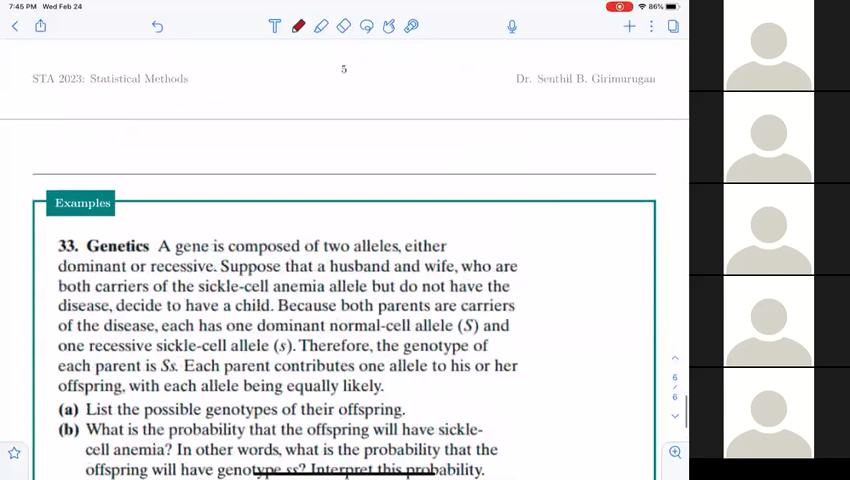 7:45 PM Wed Feb 24
86%
T
5
STA 2023: Statistical Methods
Dr. Senthil B. Girimurugan
Examples
33. Genetics A gene is composed of two alleles, either
dominant or recessive. Suppose that a husband and wife, who are
both carriers of the sickle-cell anemia allele but do not have the
disease, decide to have a child. Because both parents are carriers
of the disease, each has one dominant normal-cell allele (S) and
one recessive sickle-cell allele (s). Therefore, the genotype of
each parent is Ss. Each parent contributes one allele to his or her
offspring, with each allele being equally likely.
(a) List the possible genotypes of their offspring.
(b) What is the probability that the offspring will have sickle-
cell anemia? In other words, what is the probability that the
offspring will have genotype ss? Interpret this probability.
6
/
6